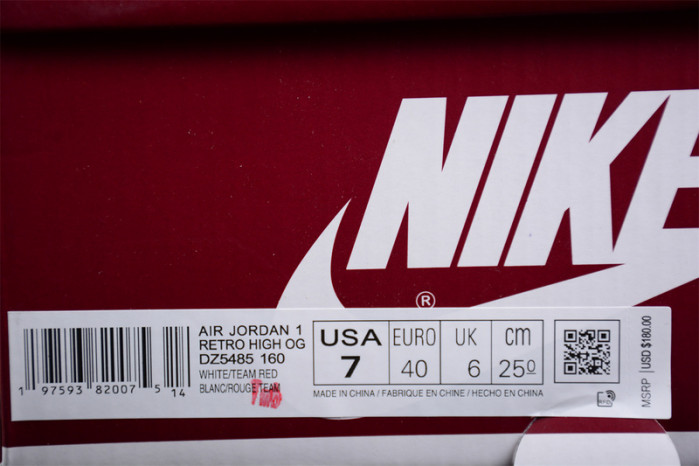 NIKE
®
AIR JORDAN 1
RETRO HIGH OG
DZ5485 160
WHITE/TEAM RED
BLANC/ROUGE TEAM
1 97593 82007 5 14
USA EURO UK cm
7 40 6 25⁰
MADE IN CHINA / FABRIQUE EN CHINE / HECHO EN CHINA
MSRP USD $180.00